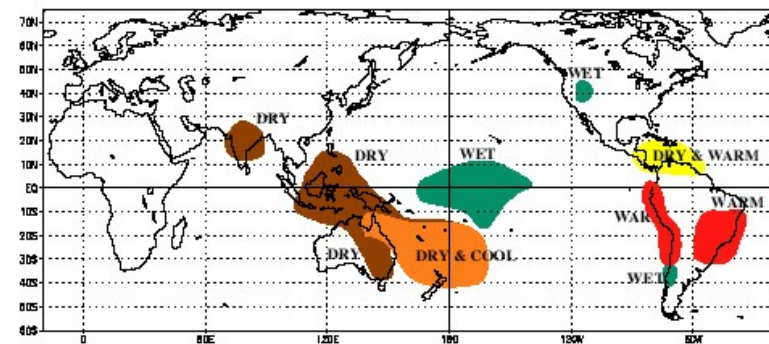 70N
60N
50N
40N
30N
20N
10N
EQ
10S
20S
30S
40S
50S
60S
WET
DRY
DRY
WET
DRY & WARM
WAR
WARM
DRY
DRY & COOL
WET
0
60E
120E
180
120W
60W